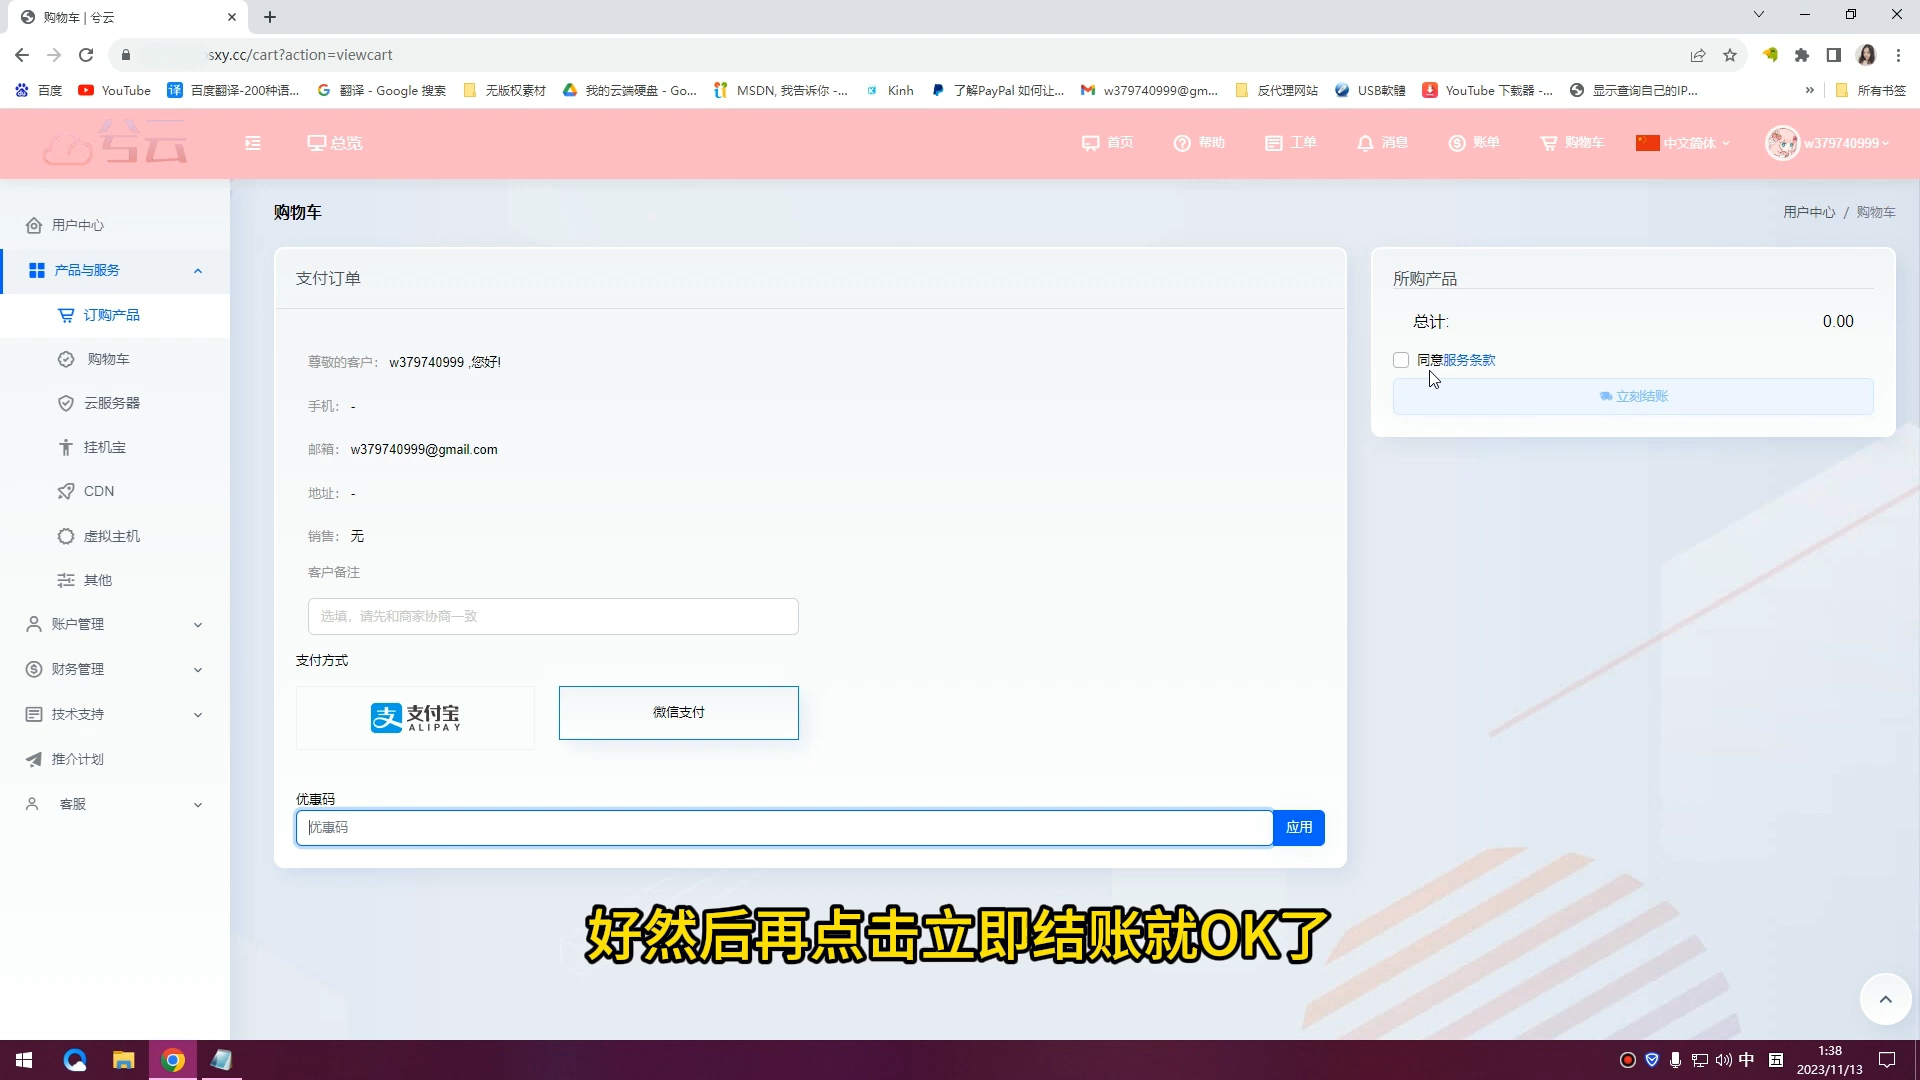 购物车 | 兮云
sxy.cc/cart?action=viewcart
百度
YouTube
百度翻译-200种语...
翻译 - Google 搜索
无版权素材
我的云端硬盘 - Go...
MSDN, 我告诉你 -...
Kinh
了解PayPal 如何让...
w379740999@gm...
反代理网站
USB软体
YouTube 下载器 -...
显示查询自己的IP...
»
所有书签
兮云
总览
首页
帮助
工单
消息
账单
购物车
中文简体
w379740999
用户中心
产品与服务
订购产品
购物车
云服务器
挂机宝
CDN
虚拟主机
其他
账户管理
财务管理
技术支持
推介计划
客服
购物车
用户中心 / 购物车
支付订单
尊敬的客户： w379740999 ,您好!
手机： -
邮箱： w379740999@gmail.com
地址： -
销售： 无
客户备注
选填，请先和商家协商一致
支付方式
支 支付宝
ALIPAY
微信支付
优惠码
优惠码
应用
所购产品
总计: 0.00
同意服务条款
立刻结账
好然后再点击立即结账就OK了
中
五
1:38
2023/11/13